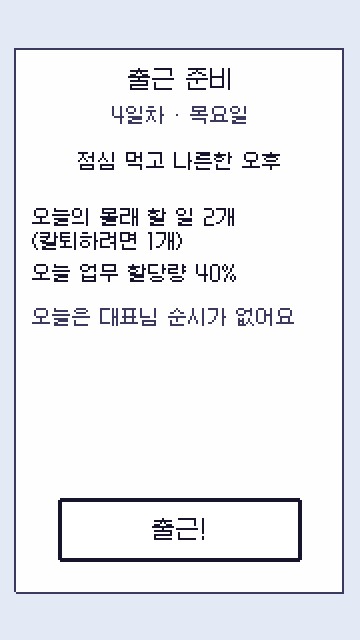 출근 준비
4일차 · 목요일
점심 먹고 나른한 오후
오늘의 몰래 할 일 2개
(칼퇴하려면 1개)
오늘 업무 할당량 40%
오늘은 대표님 순시가 없어요
출근!